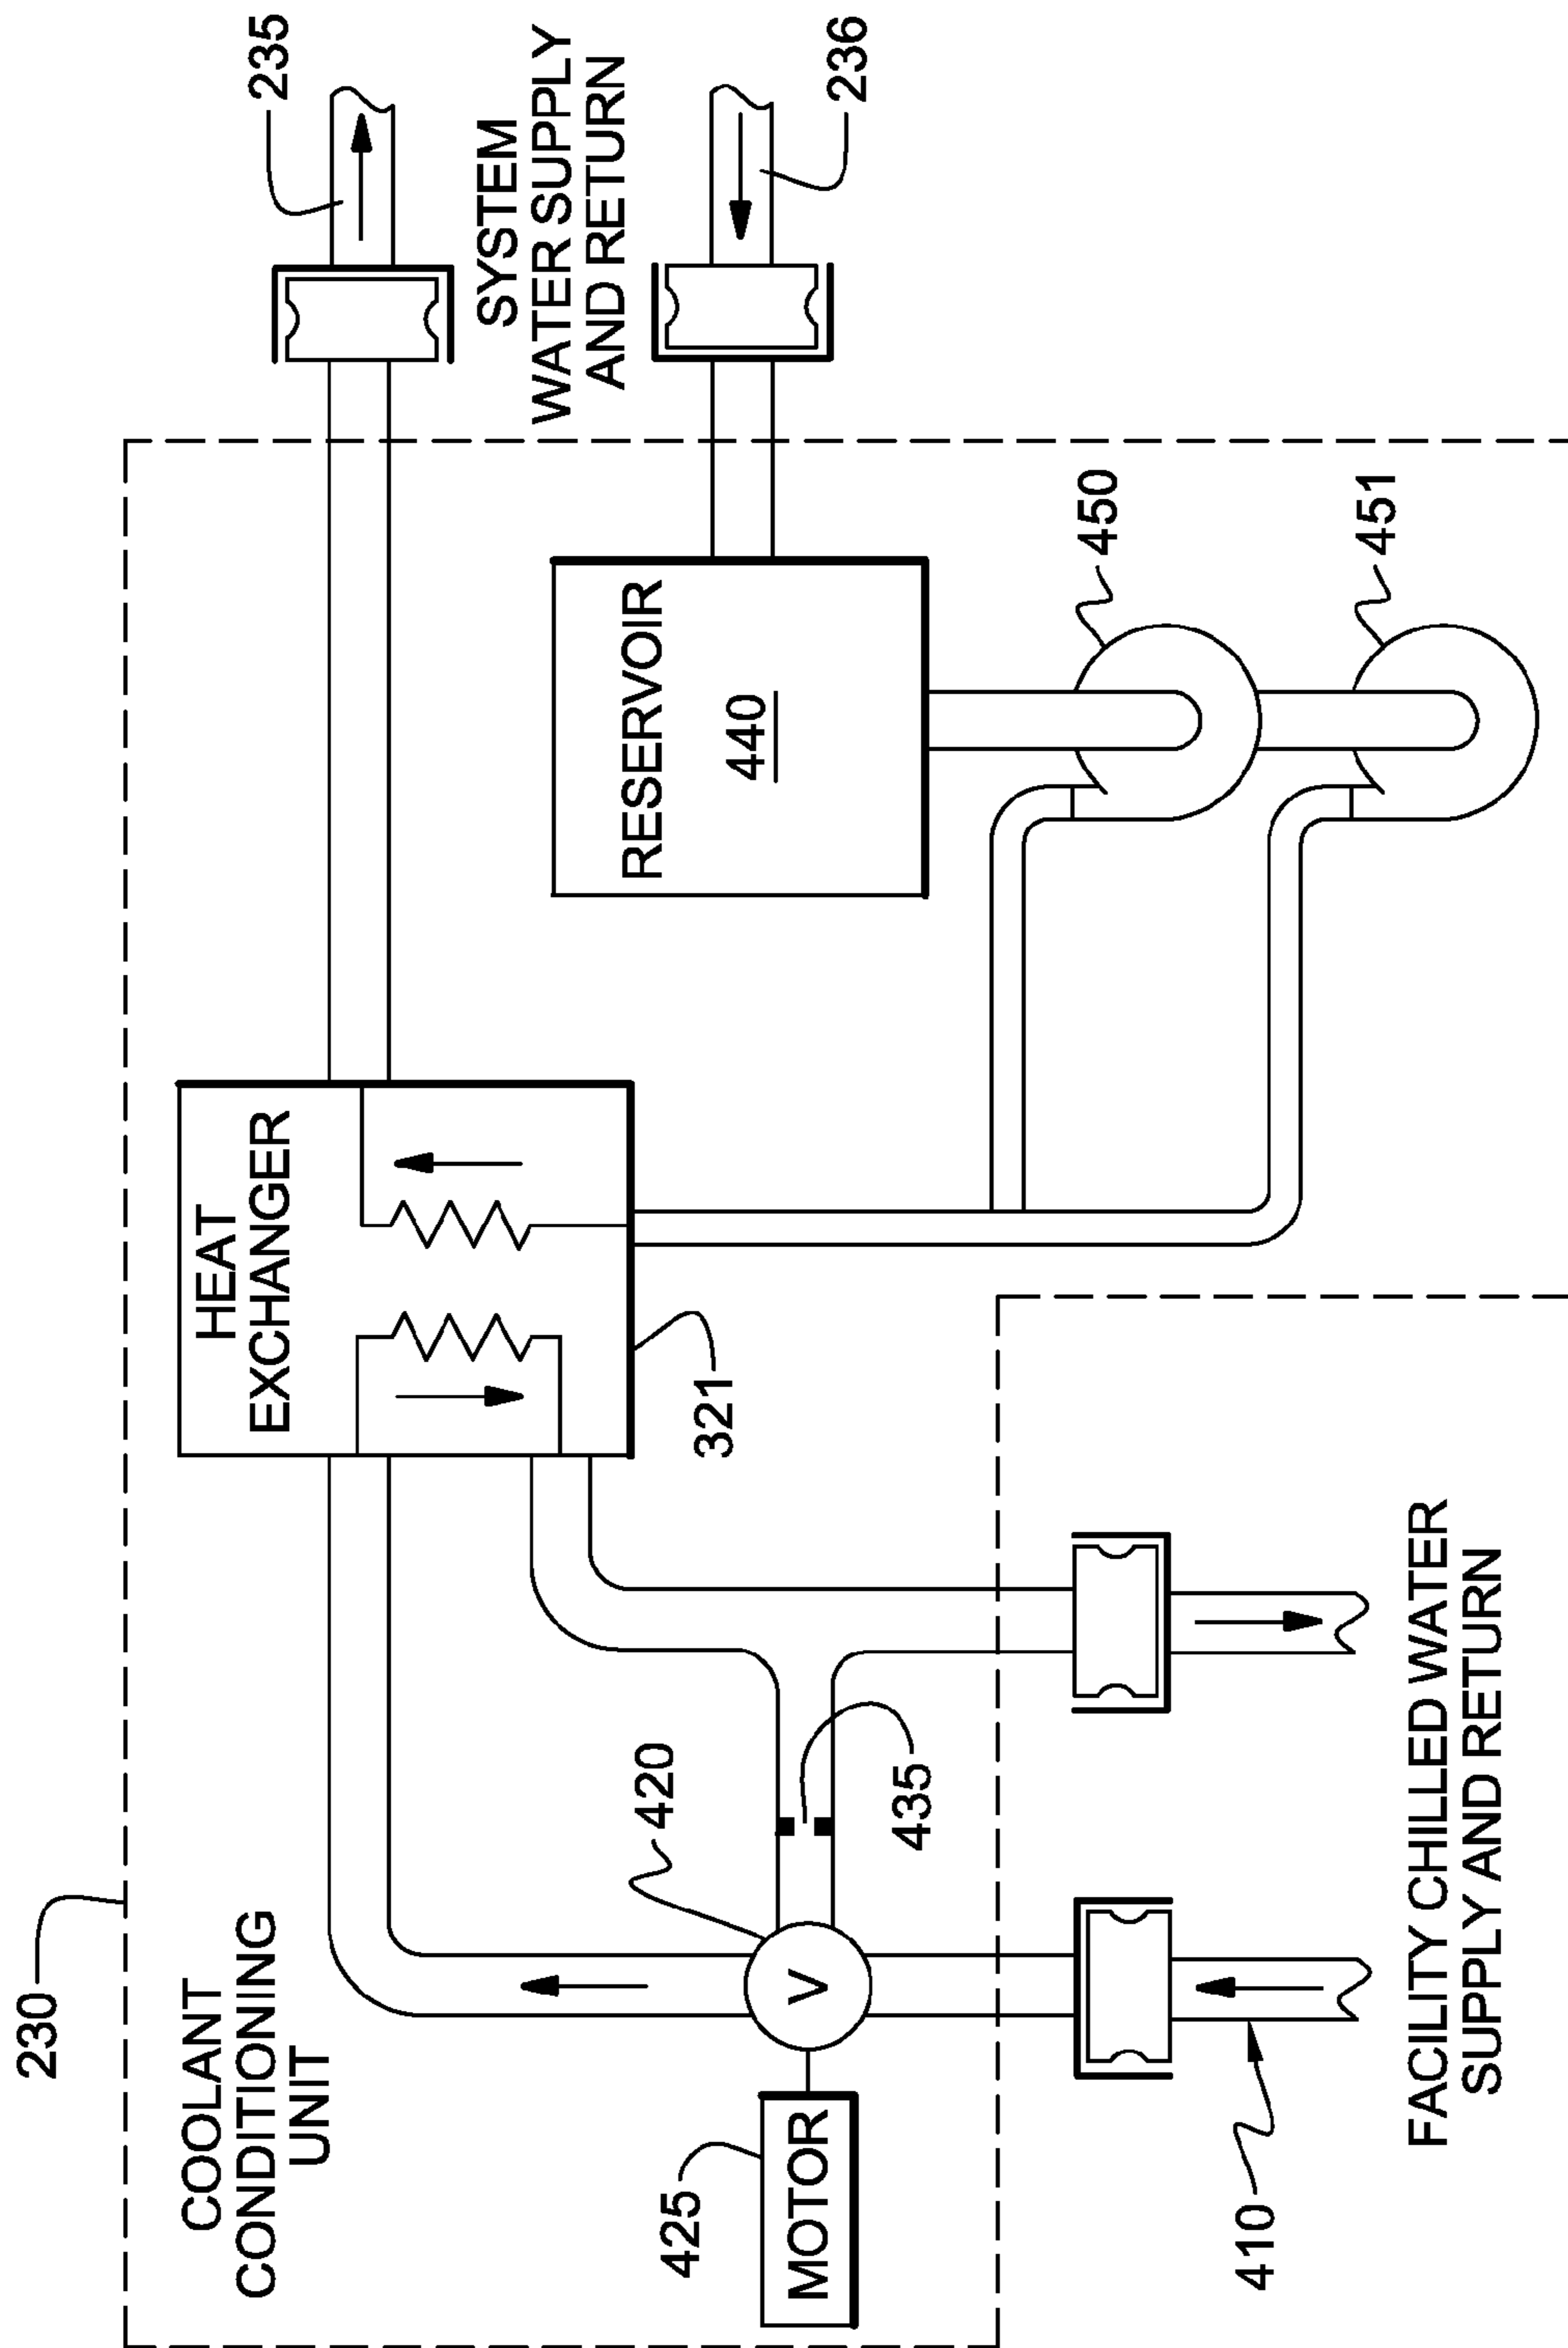 230
COOLANT
CONDITIONING
UNIT
HEAT
EXCHANGER
321
235
SYSTEM
WATER SUPPLY
AND RETURN
236
RESERVOIR
440
450
451
420
V
435
425
MOTOR
410
FACILITY CHILLED WATER
SUPPLY AND RETURN